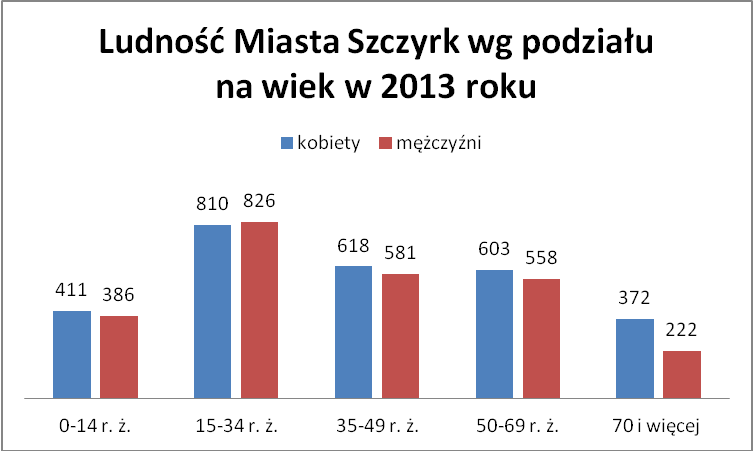 Ludność Miasta Szczyrk wg podziału
na wiek w 2013 roku
kobiety mężczyźni
411 386 810 826 618 581 603 558 372 222
0-14 r. ż. 15-34 r. ż. 35-49 r. ż. 50-69 r. ż. 70 i więcej